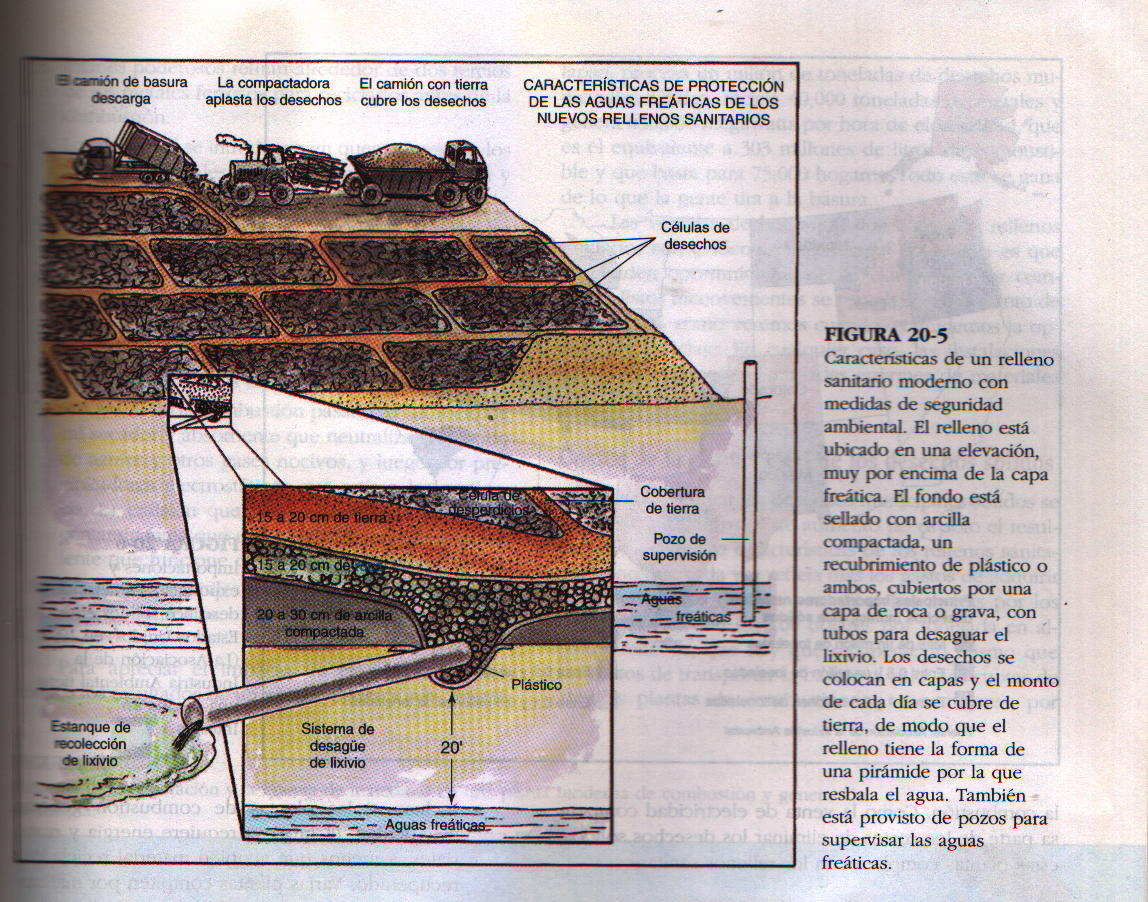 El camión de basura
descarga
La compactadora
aplasta los desechos
El camión con tierra
cubre los desechos
CARACTERÍSTICAS DE PROTECCIÓN
DE LAS AGUAS FREÁTICAS DE LOS
NUEVOS RELLENOS SANITARIOS
Células de
desechos
Célula de
desperdicios
15 a 20 cm de tierra
15 a 20 cm de
20 a 30 cm de arcilla
compactada
Cobertura
de tierra
Pozo de
supervisión
Aguas
freáticas
Plástico
Estanque de
recolección
de lixivio
Sistema de
desagüe
de lixivio
20'
Aguas freáticas
FIGURA 20-5
Características de un relleno
sanitario moderno con
medidas de seguridad
ambiental. El relleno está
ubicado en una elevación,
muy por encima de la capa
freática. El fondo está
sellado con arcilla
compactada, un
recubrimiento de plástico o
ambos, cubiertos por una
capa de roca o grava, con
tubos para desaguar el
lixivio. Los desechos se
colocan en capas y el monto
de cada día se cubre de
tierra, de modo que el
relleno tiene la forma de
una pirámide por la que
resbala el agua. También
está provisto de pozos para
supervisar las aguas
freáticas.